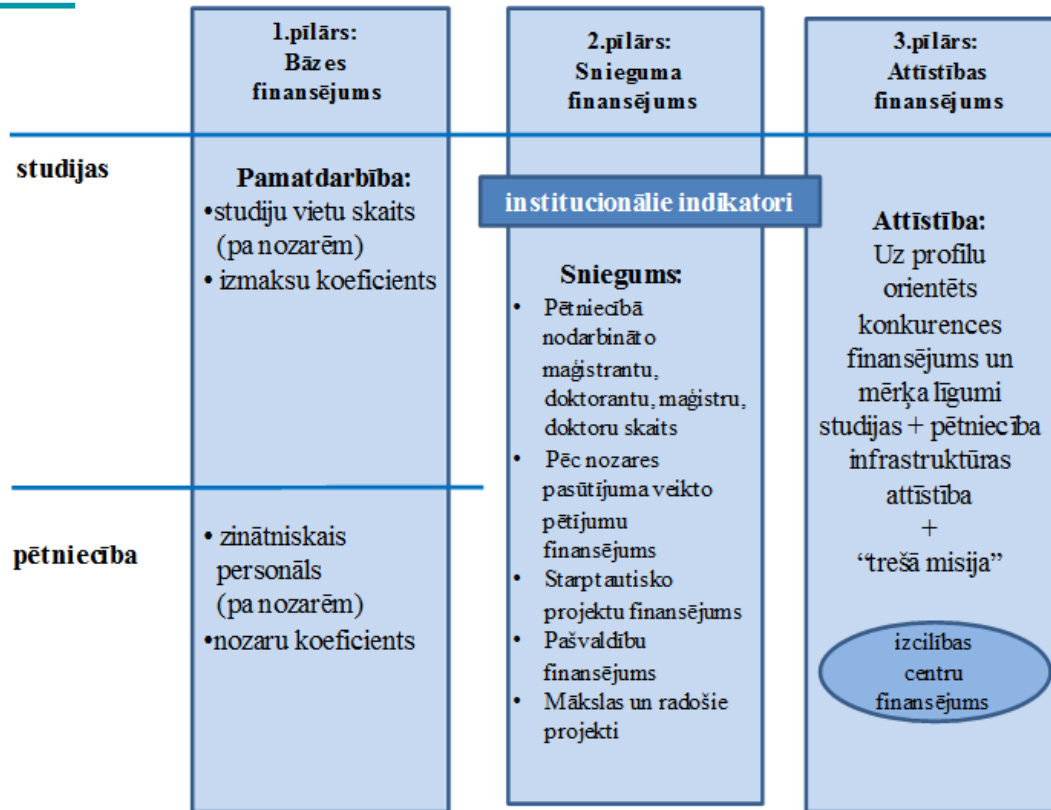 1.pīlārs:
Bāzes
finansējums
2.pīlārs:
Snieguma
finansējums
3.pīlārs:
Attīstības
finansējums
studijas
Pamatdarbība:
•studiju vietu skaits
(pa nozarēm)
• izmaksu koeficients
institucionālie indikatori
Sniegums:
• Pētniecībā
nodarbināto
maģistrantu,
doktorantu, maģistru,
doktoru skaits
• Pēc nozares
pasūtījuma veikto
pētījumu
finansējums
• Starptautisko
projektu finansējums
• Pašvaldību
finansējums
• Mākslas un radošie
projekti
Attīstība:
Uz profilu
orientēts
konkurences
finansējums un
mērķa līgumi
studijas + pētniecība
infrastruktūras
attīstība
+
“trešā misija”
izcilības
centru
finansējums
pētniecība
• zinātniskais
personāls
(pa nozarēm)
•nozaru koeficients